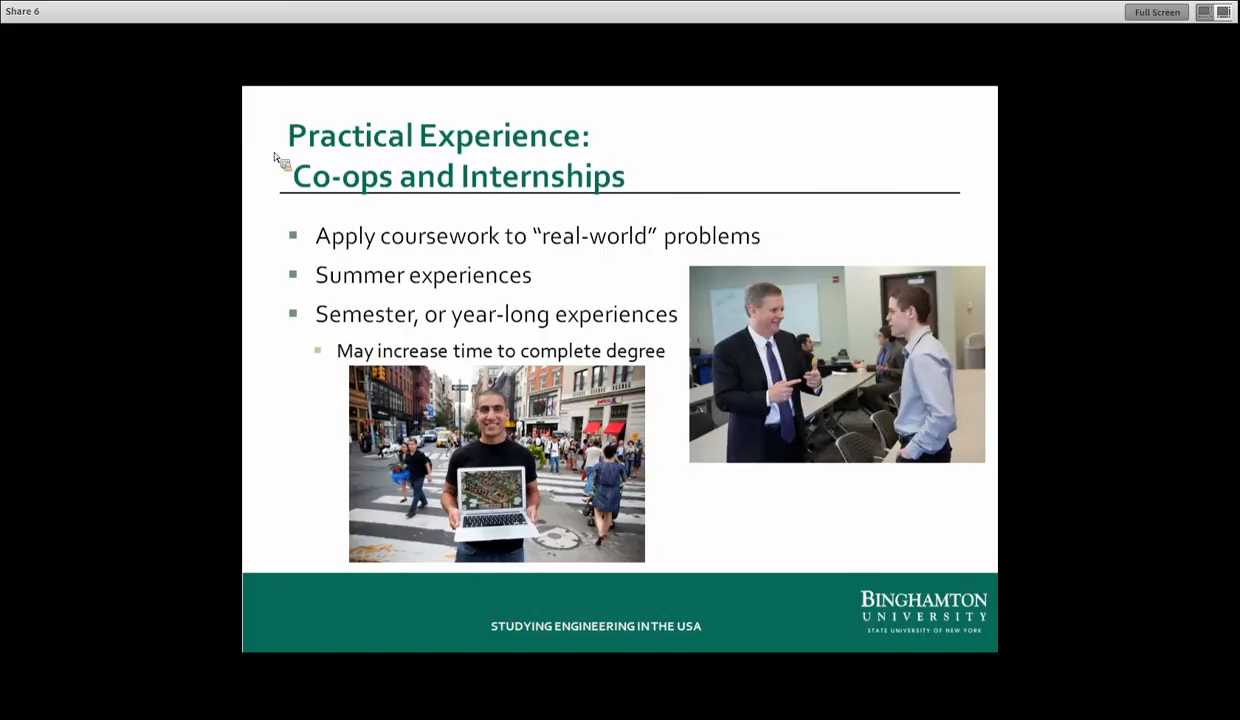 Share 6
Full Screen
Practical Experience:
Co-ops and Internships
Apply coursework to “real-world” problems
Summer experiences
Semester, or year-long experiences
May increase time to complete degree
STUDYING ENGINEERING IN THE USA
BINGHAMTON
UNIVERSITY
STATE UNIVERSITY OF NEW YORK